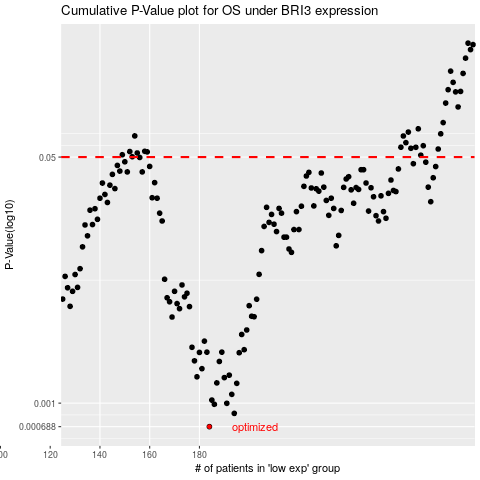 Cumulative P-Value plot for OS under BRI3 expression
P-Value(log10)
0.05
0.001
0.000688
optimized
00 120 140 160 180
# of patients in 'low exp' group